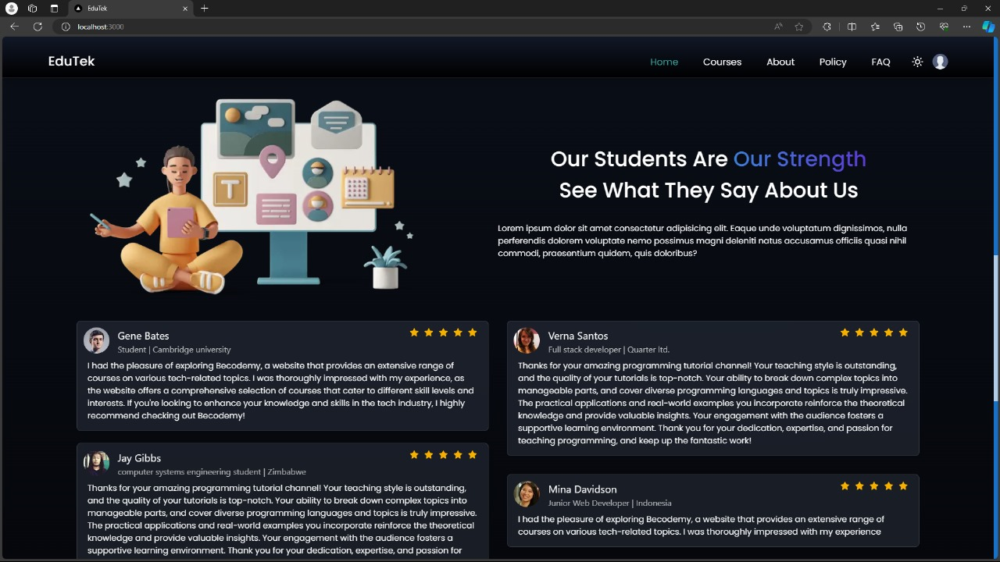 EduTek
localhost:3000
EduTek
Home
Courses
About
Policy
FAQ
T
Our Students Are Our Strength
See What They Say About Us
Lorem ipsum dolor sit amet consectetur adipisicing elit. Eaque unde voluptatum dignissimos, nulla
perferendis dolorem voluptate nemo possimus magni deleniti natus accusamus officiis quasi nihil
commodi, praesentium quidem, quis doloribus?
Gene Bates
Student | Cambridge university
I had the pleasure of exploring Becodemy, a website that provides an extensive range of
courses on various tech-related topics. I was thoroughly impressed with my experience, as
the website offers a comprehensive selection of courses that cater to different skill levels and
interests. If you're looking to enhance your knowledge and skills in the tech industry, I highly
recommend checking out Becodemy!
Verna Santos
Full stack developer | Quarter ltd.
Thanks for your amazing programming tutorial channel! Your teaching style is outstanding,
and the quality of your tutorials is top-notch. Your ability to break down complex topics into
manageable parts, and cover diverse programming languages and topics is truly impressive.
The practical applications and real-world examples you incorporate reinforce the theoretical
knowledge and provide valuable insights. Your engagement with the audience fosters a
supportive learning environment. Thank you for your dedication, expertise, and passion for
teaching programming, and keep up the fantastic work!
Jay Gibbs
computer systems engineering student | Zimbabwe
Thanks for your amazing programming tutorial channel! Your teaching style is outstanding,
and the quality of your tutorials is top-notch. Your ability to break down complex topics into
manageable parts, and cover diverse programming languages and topics is truly impressive.
The practical applications and real-world examples you incorporate reinforce the theoretical
knowledge and provide valuable insights. Your engagement with the audience fosters a
supportive learning environment. Thank you for your dedication, expertise, and passion for
Mina Davidson
Junior Web Developer | Indonesia
I had the pleasure of exploring Becodemy, a website that provides an extensive range of
courses on various tech-related topics. I was thoroughly impressed with my experience